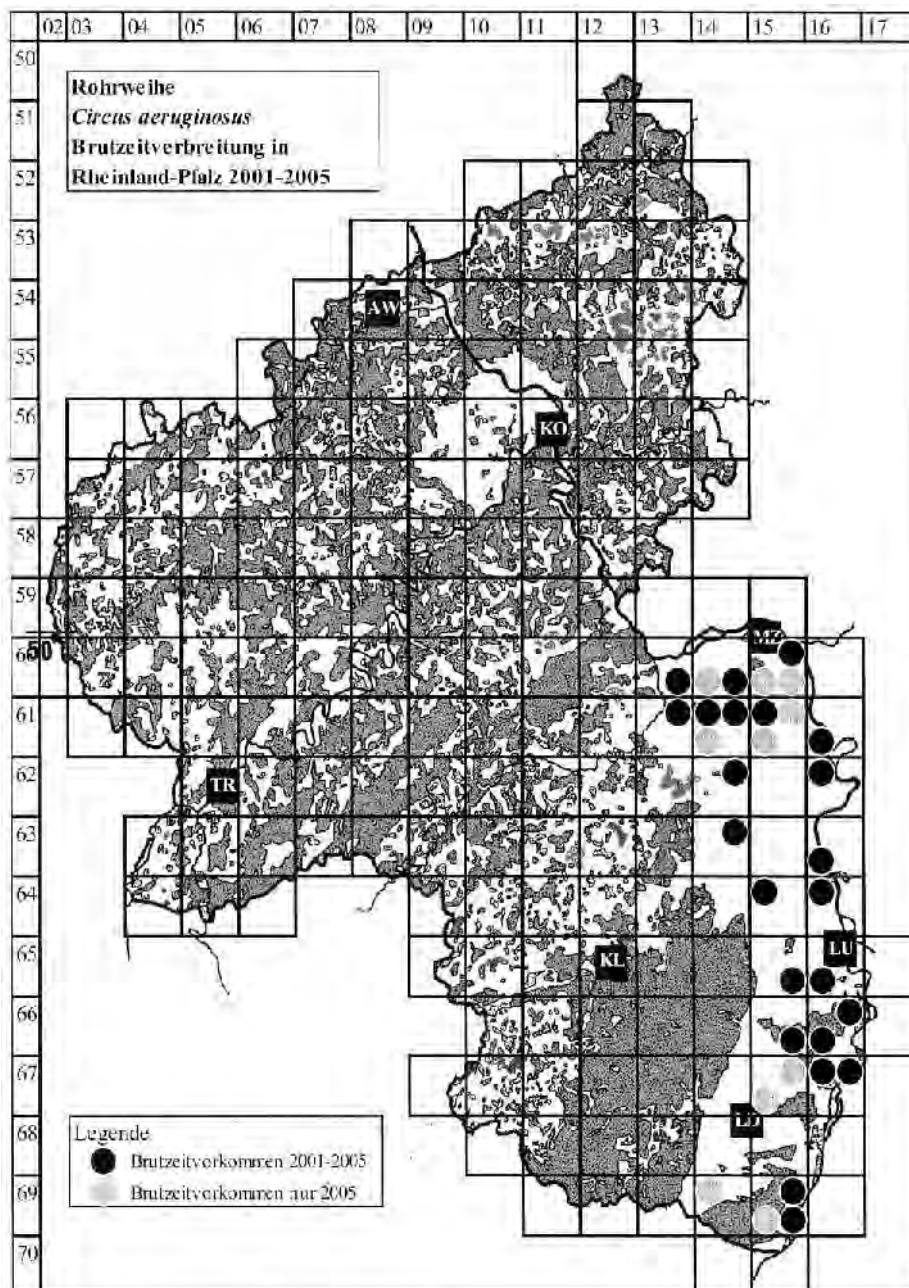 02 03 04 05 06 07 08 09 10 11 12 13 14 15 16 17
50
Rohrweihe
Circus aeruginosus
Brutzeitverbreitung in
Rheinland-Pfalz 2001-2005
51
52
53
54
AW
55
56
KO
57
58
59
60
50
MZ
61
62
TR
63
64
65
KL
LU
66
67
68
LD
Legende
Brutzeitvorkommen 2001-2005
Brutzeitvorkommen nur 2005
69
70